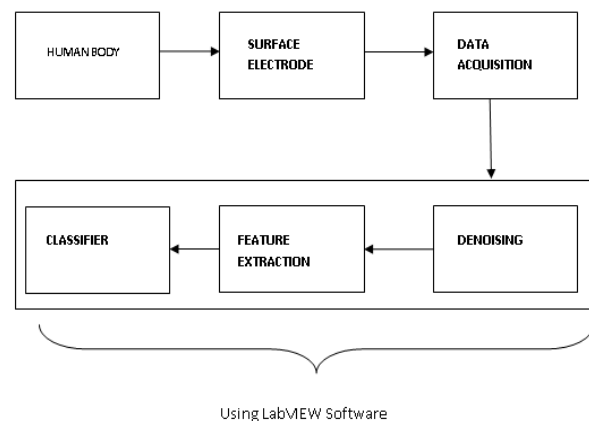 HUMAN BODY
SURFACE
ELECTRODE
DATA
ACQUISITION
CLASSIFIER
FEATURE
EXTRACTION
DENOISING
Using LabVIEW Software